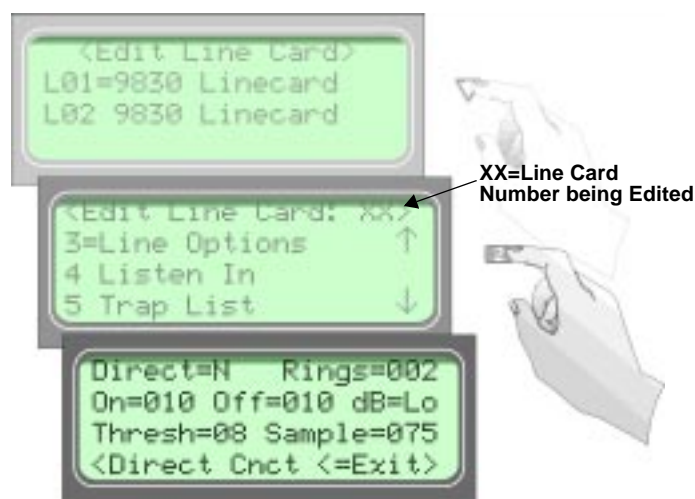 <Edit Line Card>
L01=9830 Linecard
L02 9830 Linecard
XX=Line Card
Number being Edited
<Edit Line Card: XX>
3=Line Options ↑
4 Listen In
5 Trap List ↓
Direct=N Rings=002
On=010 Off=010 dB=Lo
Thresh=08 Sample=075
<Direct Cnct <=Exit>